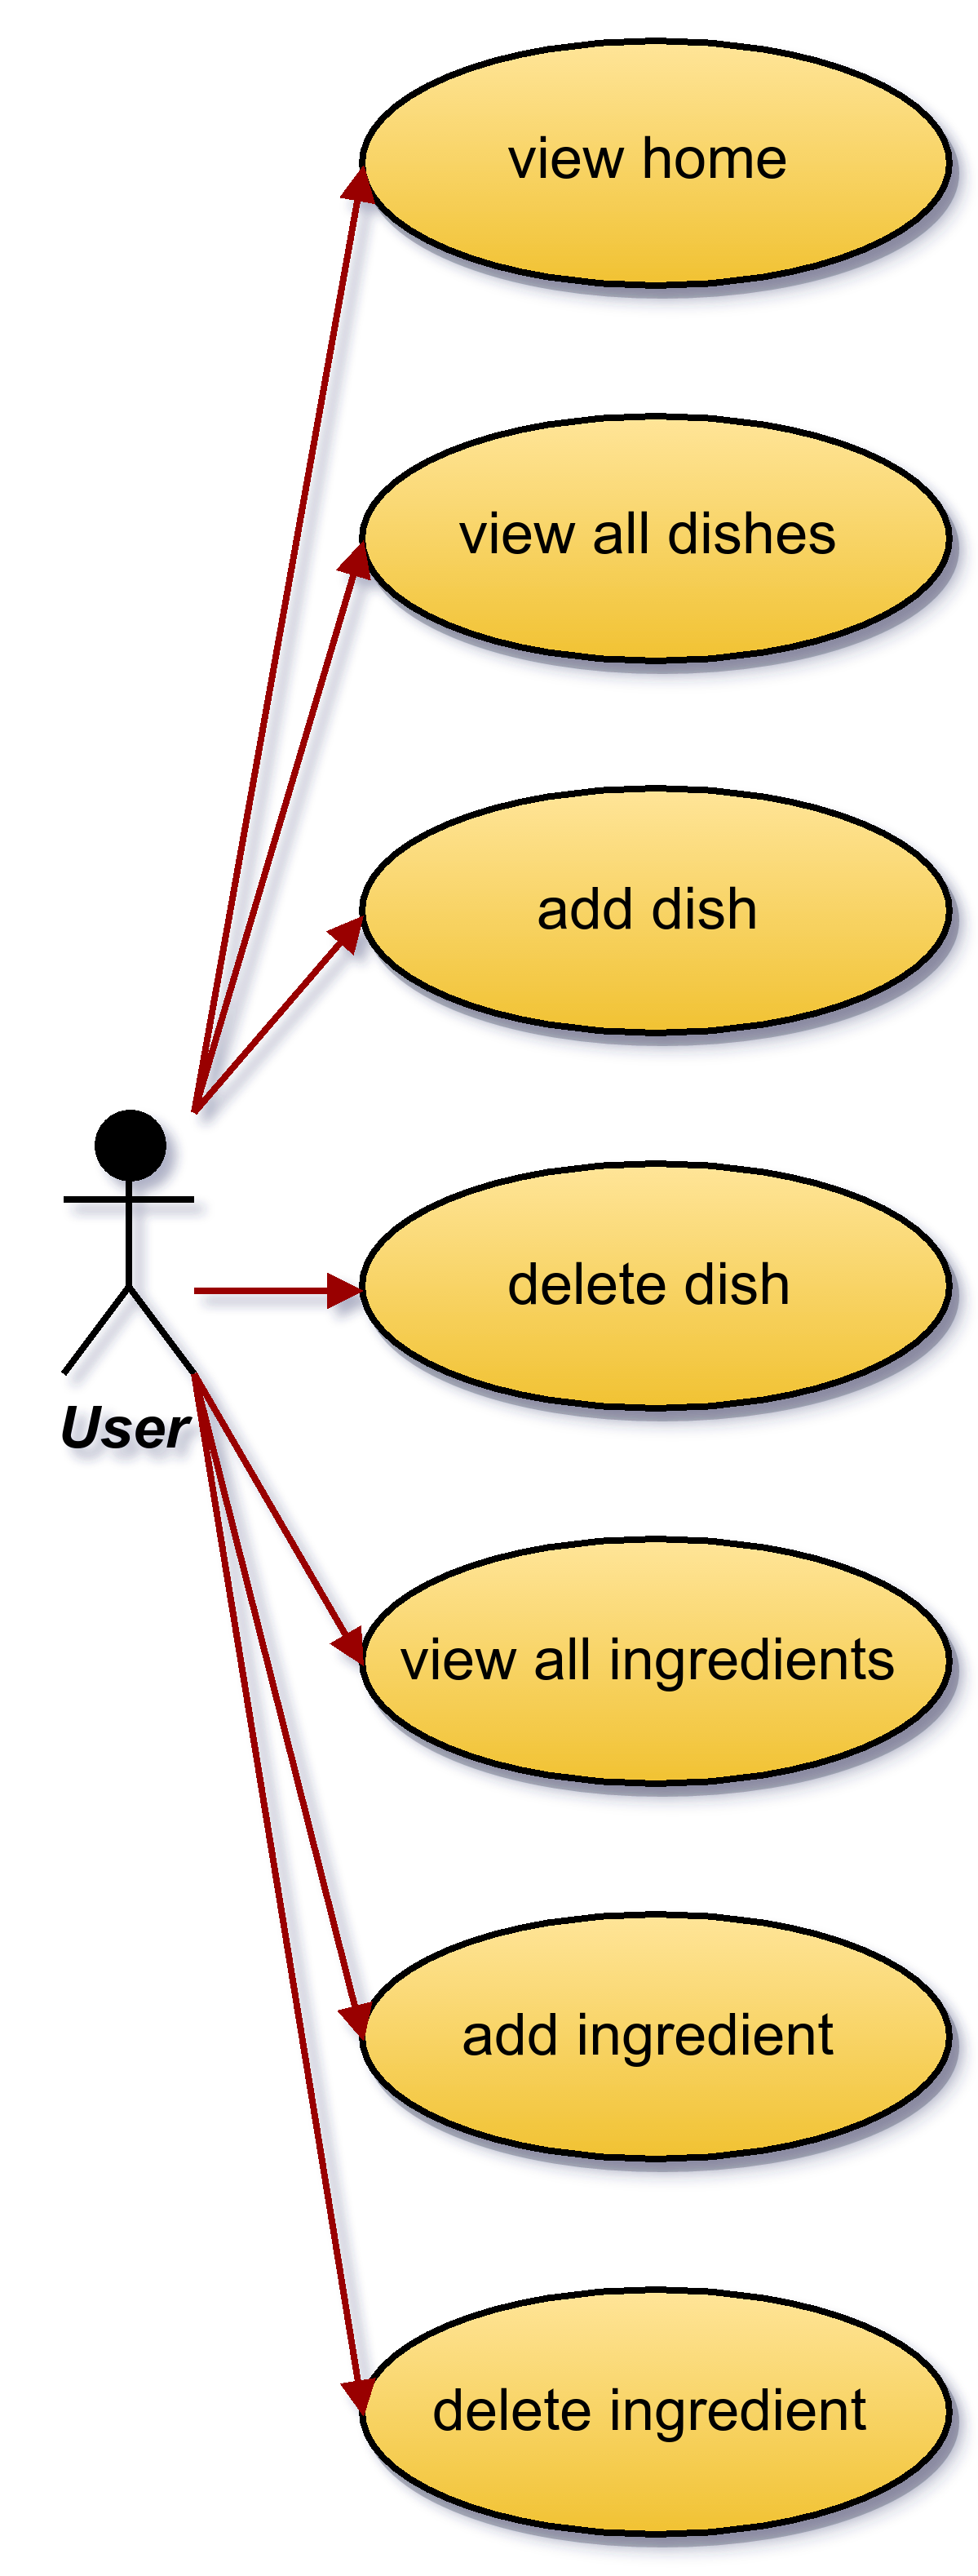 view home
view all dishes
add dish
delete dish
User
view all ingredients
add ingredient
delete ingredient